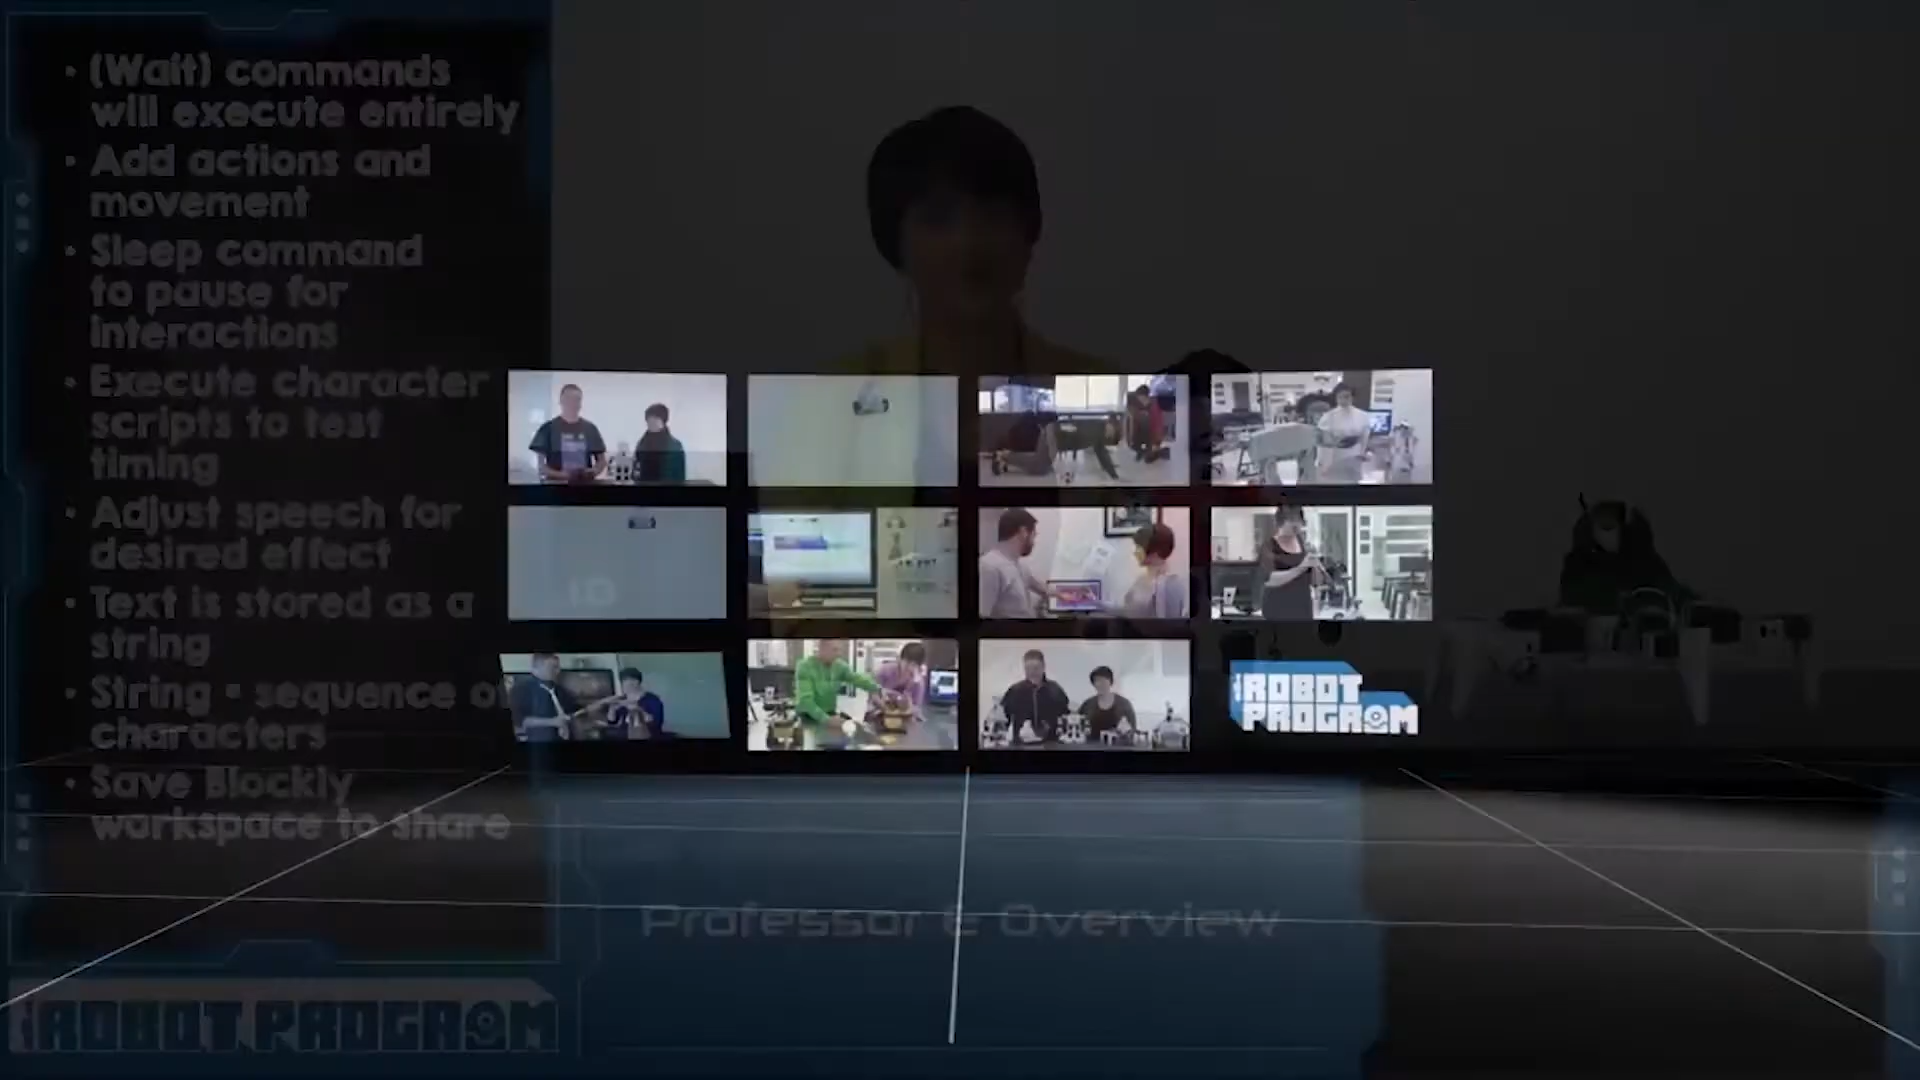 • (Wait) commands
will execute entirely
• Add actions and
movement
• Sleep command
to pause for
interactions
• Execute character
scripts to test
timing
• Adjust speech for
desired effect
• Text is stored as a
string
• String = sequence of
characters
• Save Blockly
workspace to share
ROBOT
PROGRAM
Professor E Overview
ROBOT PROGRAM